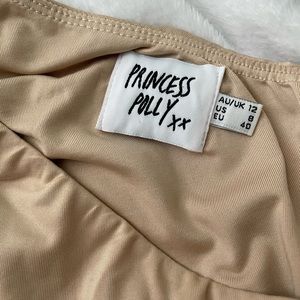 PRINCESS
POLLY
xx
AU/UK 12
US 8
EU 40